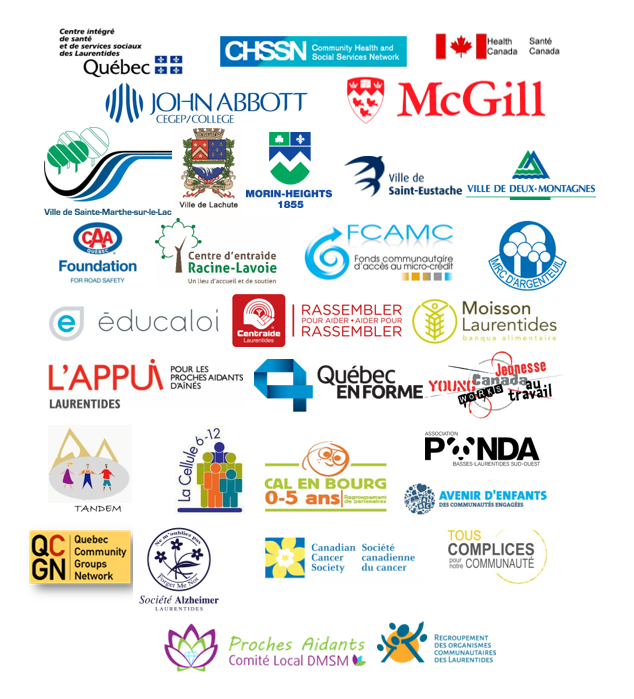 Centre intégré
de santé
et de services sociaux
des Laurentides
Québec
CHSSN
Community Health and
Social Services Network
Health
Canada
Santé
Canada
JOHN ABBOTT
CEGEP/COLLEGE
McGill
Ville de Sainte-Marthe-sur-le-Lac
Ville de Lachute
MORIN-HEIGHTS
1855
Ville de
Saint-Eustache
VILLE DE DEUX-MONTAGNES
CAA
QUÉBEC
Foundation
FOR ROAD SAFETY
Centre d'entraide
Racine-Lavoie
Un lieu d'accueil et de soutien
FCAMC
Fonds communautaire
d'accès au micro-crédit
MRC D'ARGENTEUIL
e
éducaloi
Centraide
Laurentides
RASSEMBLER
POUR AIDER • AIDER POUR
RASSEMBLER
Moisson
Laurentides
banque alimentaire
L'APPUI
POUR LES
PROCHES AIDANTS
D'AÎNÉS
LAURENTIDES
Québec
EN FORME
YOUNG
Canada
WORKS
Jeunesse
au
travail
TANDEM
La Cellule 6-12
CAL EN BOURG
0-5 ans
Regroupement
de partenaires
ASSOCIATION
PANDA
BASSES-LAURENTIDES SUD-OUEST
AVENIR D'ENFANTS
DES COMMUNAUTÉS ENGAGÉES
QC
GN
Quebec
Community
Groups
Network
Ne m'oubliez pas
Forget Me Not
Société Alzheimer
LAURENTIDES
Canadian
Cancer
Society
Société
canadienne
du cancer
TOUS
COMPLICES
pour
notre COMMUNAUTÉ
Proches Aidants
Comité Local DMSM
REGROUPEMENT
DES ORGANISMES
COMMUNAUTAIRES
DES LAURENTIDES